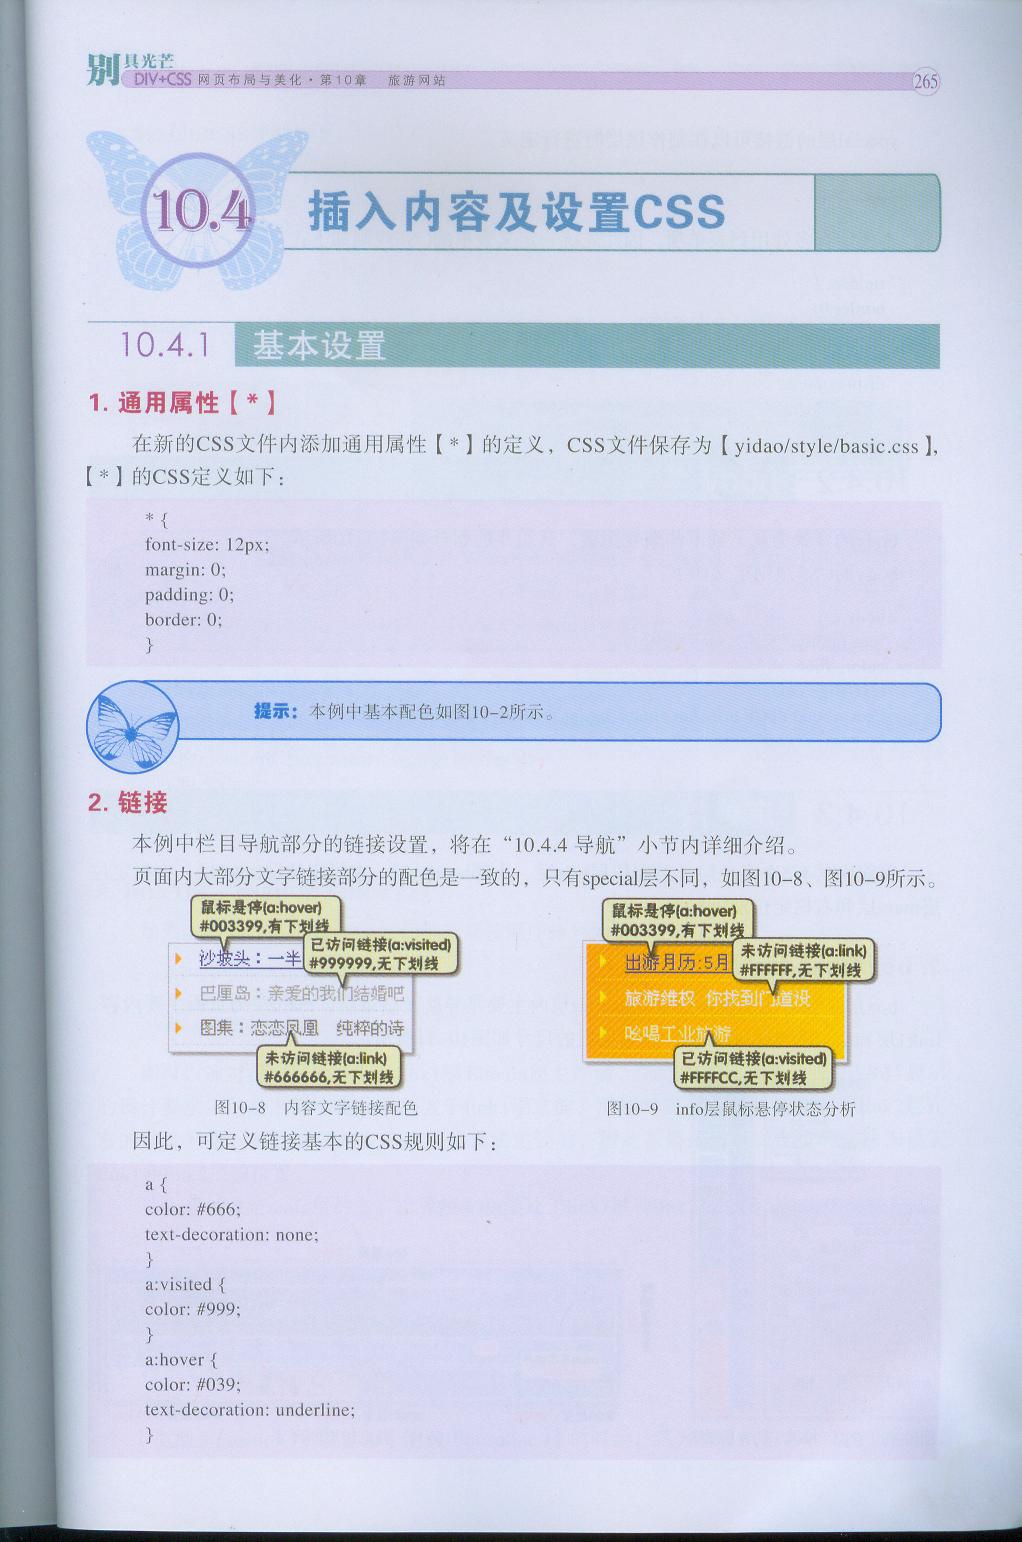 别具光芒
DIV+CSS 网页布局与美化·第10章 旅游网站
265
10.4 插入内容及设置CSS
10.4.1 基本设置
1. 通用属性【*】
在新的CSS文件内添加通用属性【*】的定义，CSS文件保存为【yidao/style/basic.css】，
【*】的CSS定义如下：
* {
font-size: 12px;
margin: 0;
padding: 0;
border: 0;
}
提示：本例中基本配色如图10-2所示。
2. 链接
本例中栏目导航部分的链接设置，将在“10.4.4 导航”小节内详细介绍。
页面内大部分文字链接部分的配色是一致的，只有special层不同，如图10-8、图10-9所示。
鼠标是停(a:hover)
#003399,有下划线
已访问链接(a:visited)
#999999,无下划线
沙坡头：一半
巴厘岛：亲爱的我们结婚吧
图集：恋恋凤凰 纯粹的诗
未访问链接(a:link)
#666666,无下划线
图10-8 内容文字链接配色
鼠标是停(a:hover)
#003399,有下划线
未访问链接(a:link)
#FFFFFF,无下划线
出游月历:5月
旅游维权 你找到门道没
吆喝工业旅游
已访问链接(a:visited)
#FFFFCC,无下划线
图10-9 info层鼠标悬停状态分析
因此，可定义链接基本的CSS规则如下：
a {
color: #666;
text-decoration: none;
}
a:visited {
color: #999;
}
a:hover {
color: #039;
text-decoration: underline;
}